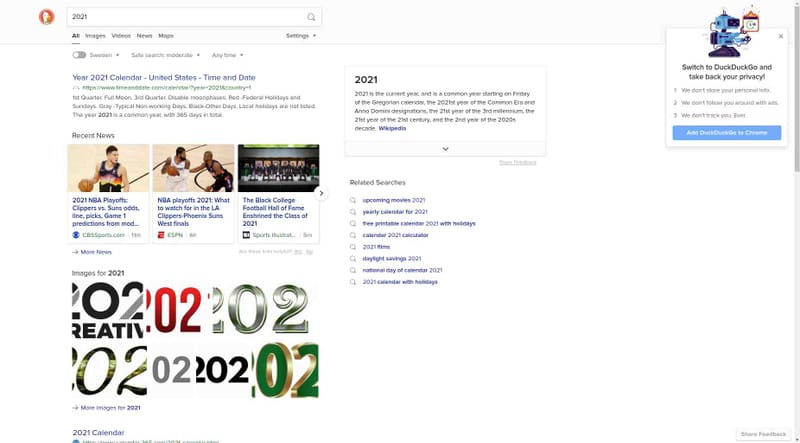 2021
All Images Videos News Maps Settings
Sweden Safe search: moderate Any time
Year 2021 Calendar - United States - Time and Date
https://www.timeanddate.com/calendar/?year=2021&country=1
1st Quarter. Full Moon. 3rd Quarter. Disable moonphases. Red -Federal Holidays and
Sundays. Gray -Typical Non-working Days. Black-Other Days. Local holidays are not listed.
The year 2021 is a common year, with 365 days in total.
Recent News
2021 NBA Playoffs:
Clippers vs. Suns odds,
line, picks, Game 1
predictions from mod...
CBSSports.com 11m
NBA playoffs 2021: What
to watch for in the LA
Clippers-Phoenix Suns
West finals
ESPN 6h
The Black College
Football Hall of Fame
Enshrined the Class of
2021
Sports Illustrat... 5m
More News
Are these links helpful? Yes No
Images for 2021
202
CREATIV
202
202
202
02
202
02
More Images for 2021
2021 Calendar
2021
2021 is the current year, and is a common year starting on Friday
of the Gregorian calendar, the 2021st year of the Common Era and
Anno Domini designations, the 21st year of the 3rd millennium, the
21st year of the 21st century, and the 2nd year of the 2020s
decade. Wikipedia
Share Feedback
Related Searches
upcoming movies 2021
yearly calendar for 2021
free printable calendar 2021 with holidays
calendar 2021 calculator
2021 films
daylight savings 2021
national day of calendar 2021
2021 calendar with holidays
Switch to DuckDuckGo and
take back your privacy!
1 We don't store your personal info.
2 We don't follow you around with ads.
3 We don't track you. Ever.
Add DuckDuckGo to Chrome
Share Feedback